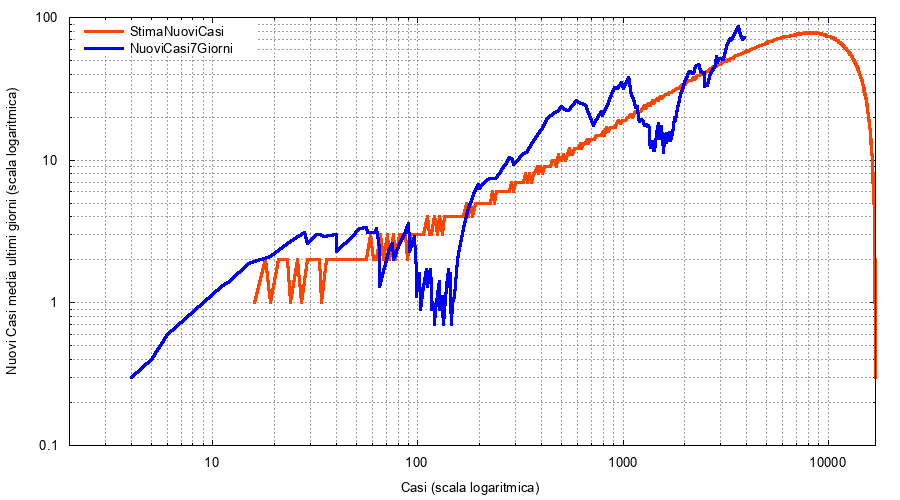 100
StimaNuoviCasi
NuoviCasi7Giorni
10
1
0.1
Nuovi Casi media ultimi giorni (scala logaritmica)
10
100
1000
10000
Casi (scala logaritmica)